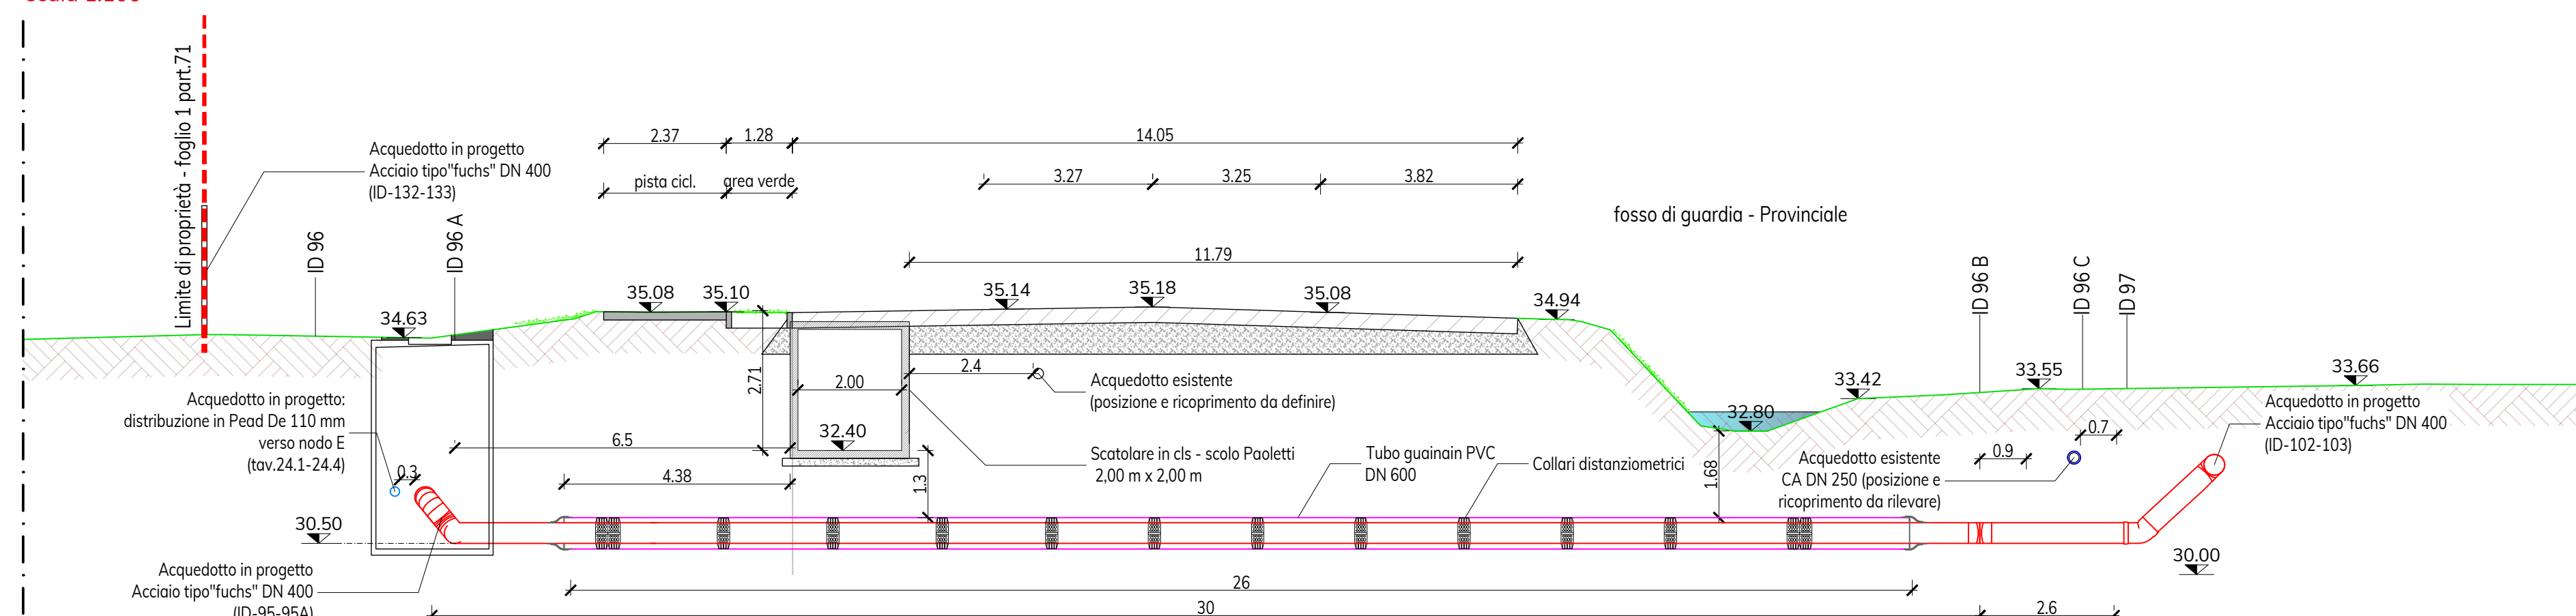 Limite di proprietà - foglio 1 part.71
Acquedotto in progetto
Acciaio tipo"fuchs" DN 400
(ID-132-133)
2.37
1.28
14.05
pista cicl.
area verde
3.27
3.25
3.82
fosso di guardia - Provinciale
11.79
ID 96
ID 96 A
ID 96 B
ID 96 C
ID 97
34.63
35.08
35.10
35.14
35.18
35.08
34.94
32.80
33.42
33.55
33.66
2.71
2.00
32.40
2.4
Acquedotto esistente
(posizione e ricoprimento da definire)
Acquedotto in progetto:
distribuzione in Pead De 110 mm
verso nodo E
(tav.24.1-24.4)
0.3
6.5
4.38
1.3
Scatolare in cls - scolo Paoletti
2,00 m x 2,00 m
Tubo guainain PVC
DN 600
Collari distanziometrici
1.68
Acquedotto esistente
CA DN 250 (posizione e
ricoprimento da rilevare)
0.9
0.7
Acquedotto in progetto
Acciaio tipo"fuchs" DN 400
(ID-102-103)
30.50
30.00
Acquedotto in progetto
Acciaio tipo"fuchs" DN 400
(ID-95-95A)
26
30
2.6